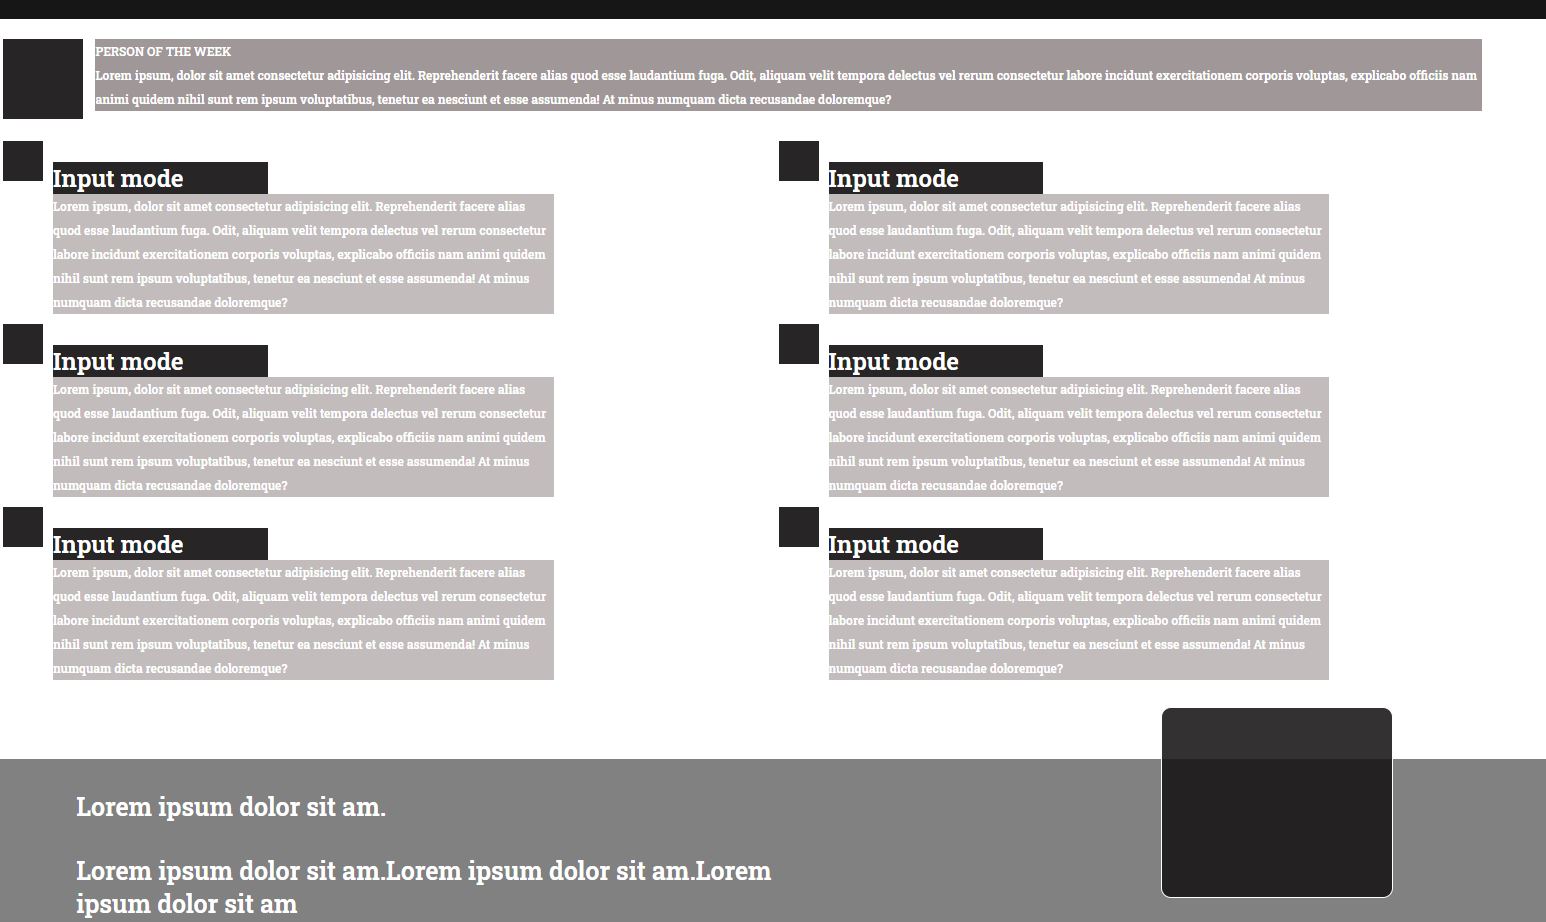 PERSON OF THE WEEK
Lorem ipsum, dolor sit amet consectetur adipisicing elit. Reprehenderit facere alias quod esse laudantium fuga. Odit, aliquam velit tempora delectus vel rerum consectetur labore incidunt exercitationem corporis voluptas, explicabo officiis nam
animi quidem nihil sunt rem ipsum voluptatibus, tenetur ea nesciunt et esse assumenda! At minus numquam dicta recusandae doloremque?
Input mode
Lorem ipsum, dolor sit amet consectetur adipisicing elit. Reprehenderit facere alias
quod esse laudantium fuga. Odit, aliquam velit tempora delectus vel rerum consectetur
labore incidunt exercitationem corporis voluptas, explicabo officiis nam animi quidem
nihil sunt rem ipsum voluptatibus, tenetur ea nesciunt et esse assumenda! At minus
numquam dicta recusandae doloremque?
Input mode
Lorem ipsum, dolor sit amet consectetur adipisicing elit. Reprehenderit facere alias
quod esse laudantium fuga. Odit, aliquam velit tempora delectus vel rerum consectetur
labore incidunt exercitationem corporis voluptas, explicabo officiis nam animi quidem
nihil sunt rem ipsum voluptatibus, tenetur ea nesciunt et esse assumenda! At minus
numquam dicta recusandae doloremque?
Input mode
Lorem ipsum, dolor sit amet consectetur adipisicing elit. Reprehenderit facere alias
quod esse laudantium fuga. Odit, aliquam velit tempora delectus vel rerum consectetur
labore incidunt exercitationem corporis voluptas, explicabo officiis nam animi quidem
nihil sunt rem ipsum voluptatibus, tenetur ea nesciunt et esse assumenda! At minus
numquam dicta recusandae doloremque?
Input mode
Lorem ipsum, dolor sit amet consectetur adipisicing elit. Reprehenderit facere alias
quod esse laudantium fuga. Odit, aliquam velit tempora delectus vel rerum consectetur
labore incidunt exercitationem corporis voluptas, explicabo officiis nam animi quidem
nihil sunt rem ipsum voluptatibus, tenetur ea nesciunt et esse assumenda! At minus
numquam dicta recusandae doloremque?
Input mode
Lorem ipsum, dolor sit amet consectetur adipisicing elit. Reprehenderit facere alias
quod esse laudantium fuga. Odit, aliquam velit tempora delectus vel rerum consectetur
labore incidunt exercitationem corporis voluptas, explicabo officiis nam animi quidem
nihil sunt rem ipsum voluptatibus, tenetur ea nesciunt et esse assumenda! At minus
numquam dicta recusandae doloremque?
Input mode
Lorem ipsum, dolor sit amet consectetur adipisicing elit. Reprehenderit facere alias
quod esse laudantium fuga. Odit, aliquam velit tempora delectus vel rerum consectetur
labore incidunt exercitationem corporis voluptas, explicabo officiis nam animi quidem
nihil sunt rem ipsum voluptatibus, tenetur ea nesciunt et esse assumenda! At minus
numquam dicta recusandae doloremque?
Lorem ipsum dolor sit am.
Lorem ipsum dolor sit am.Lorem ipsum dolor sit am.Lorem
ipsum dolor sit am